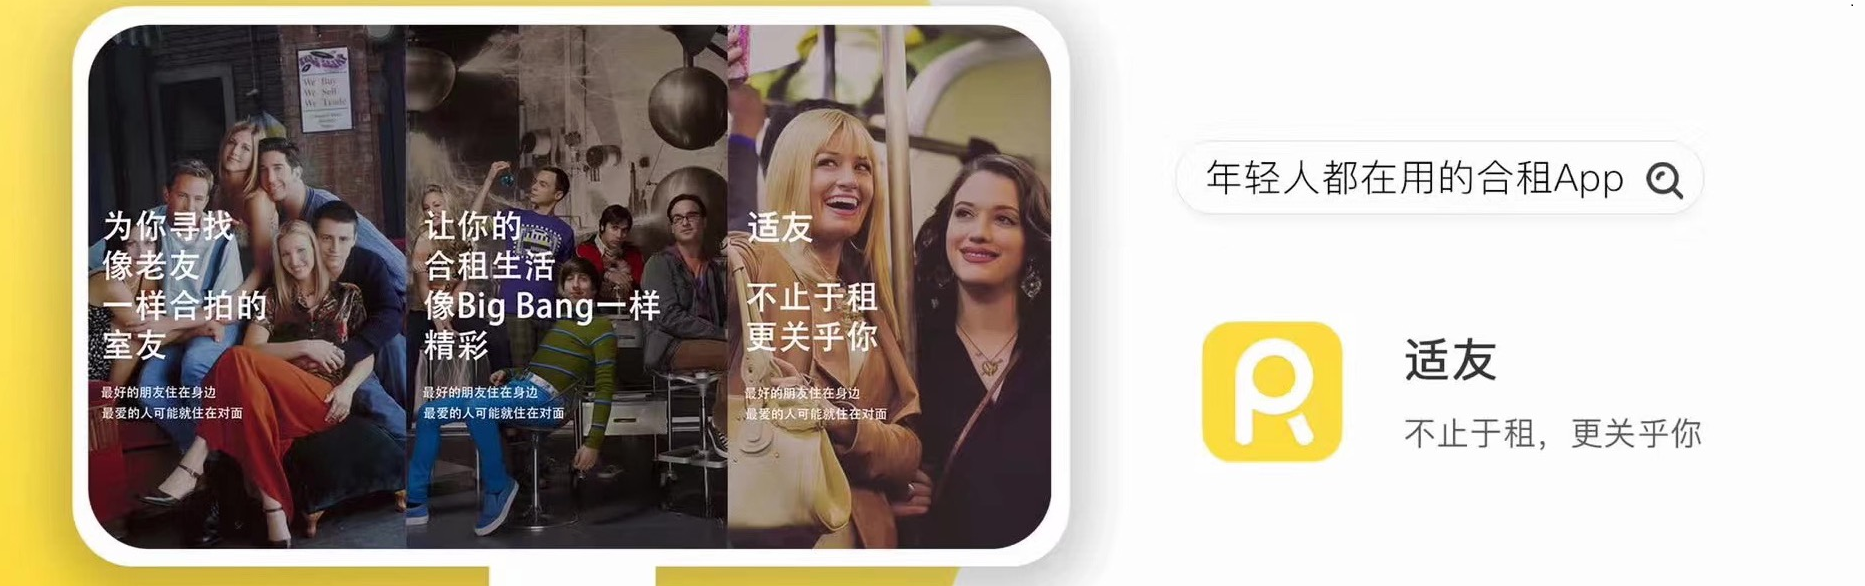 We Buy
We Sell
We Trade
为你寻找
像老友
一样合拍的
室友
最好的朋友住在身边
最爱的人可能就住在对面
让你的
合租生活
像Big Bang一样
精彩
最好的朋友住在身边
最爱的人可能就住在对面
适友
不止于租
更关乎你
最好的朋友住在身边
最爱的人可能就住在对面
年轻人都在用的合租App
R
适友
不止于租，更关乎你